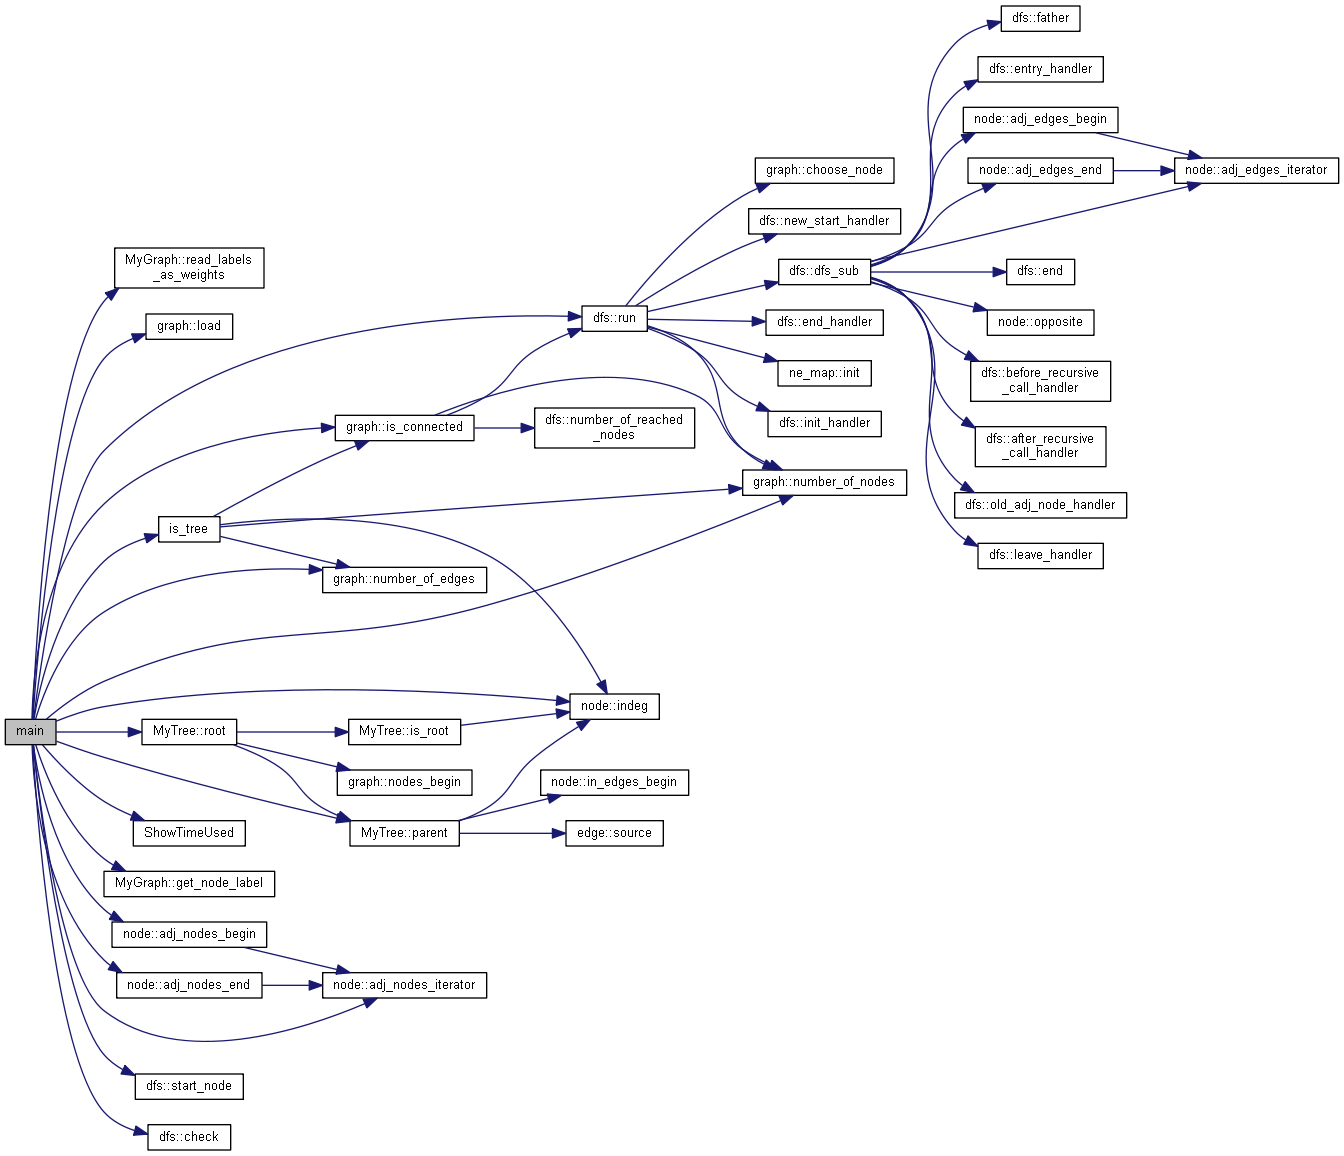 dfs::father
dfs::entry_handler
node::adj_edges_begin
graph::choose_node
node::adj_edges_end
node::adj_edges_iterator
dfs::new_start_handler
MyGraph::read_labels
_as_weights
dfs::dfs_sub
dfs::end
graph::load
dfs::run
dfs::end_handler
node::opposite
ne_map::init
dfs::before_recursive
_call_handler
graph::is_connected
dfs::number_of_reached
_nodes
dfs::init_handler
dfs::after_recursive
_call_handler
graph::number_of_nodes
dfs::old_adj_node_handler
is_tree
dfs::leave_handler
graph::number_of_edges
node::indeg
main
MyTree::root
MyTree::is_root
graph::nodes_begin
node::in_edges_begin
ShowTimeUsed
MyTree::parent
edge::source
MyGraph::get_node_label
node::adj_nodes_begin
node::adj_nodes_end
node::adj_nodes_iterator
dfs::start_node
dfs::check